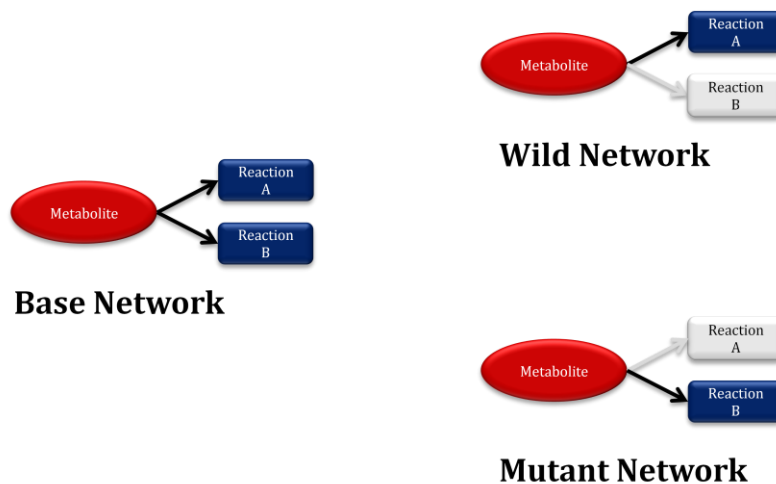 Metabolite
Reaction
A
Reaction
B
Base Network
Metabolite
Reaction
A
Reaction
B
Wild Network
Metabolite
Reaction
A
Reaction
B
Mutant Network